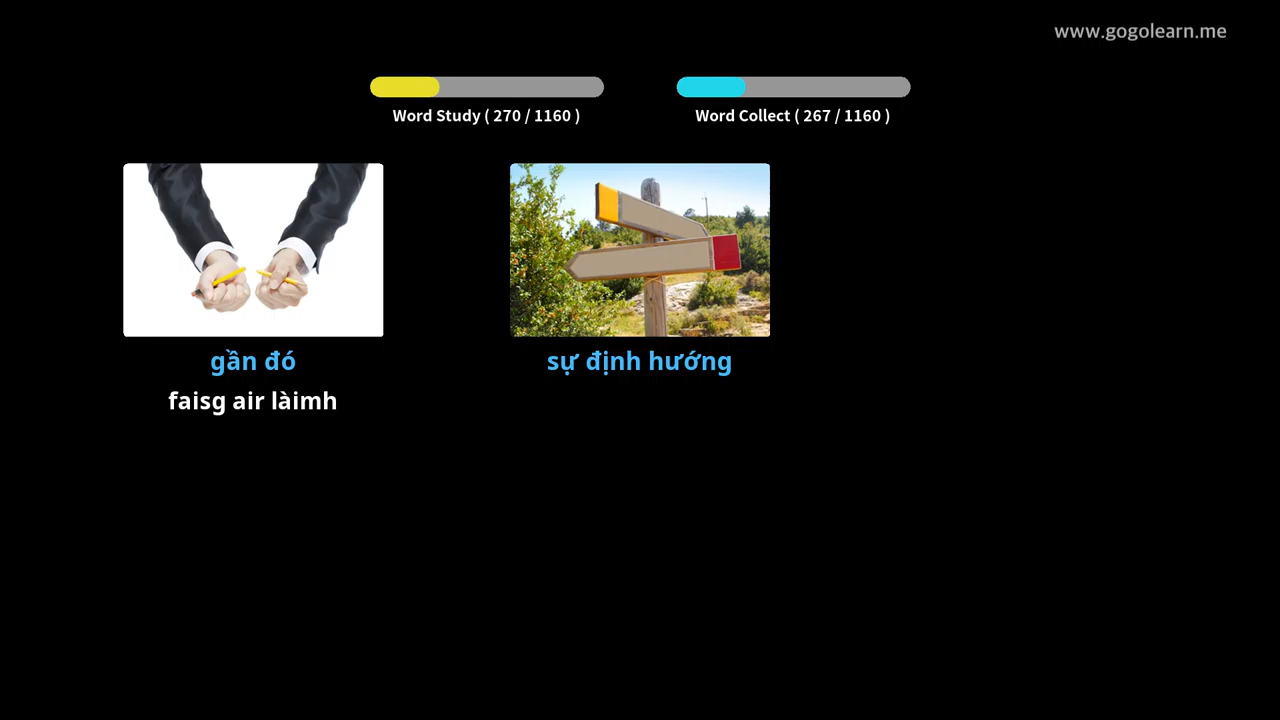 www.gogolearn.me
Word Study ( 270 / 1160 )
Word Collect ( 267 / 1160 )
gần đó
sự định hướng
faisg air làimh